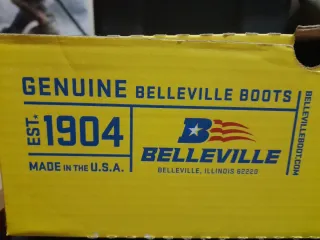 GENUINE BELLEVILLE BOOTS
EST. 1904
MADE IN THE U.S.A.
B
BELLEVILLE
BELLEVILLE, ILLINOIS 62220
BELLEVILLEBOOT.COM